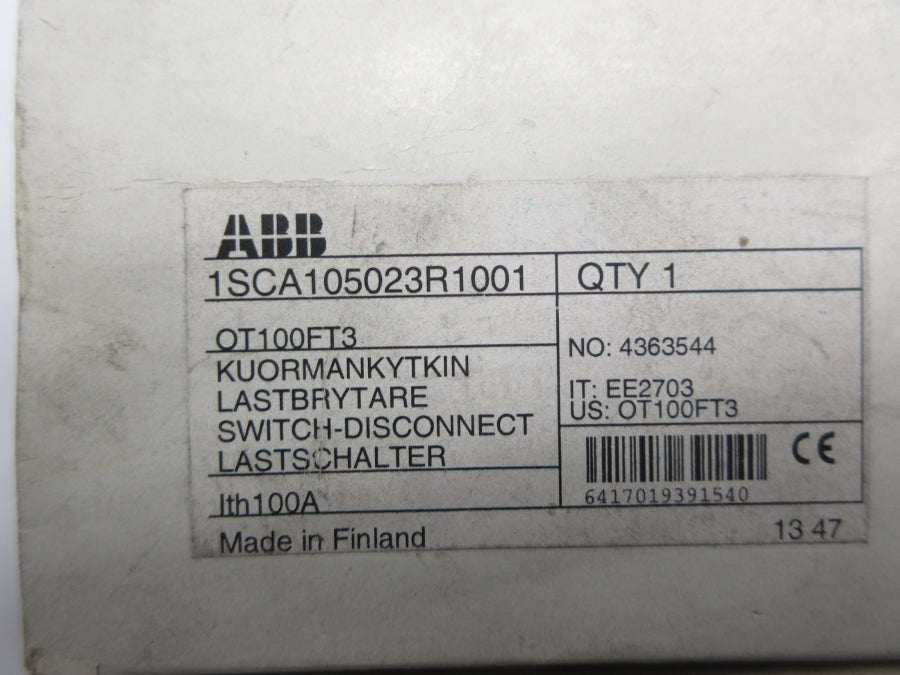 ABB
1SCA105023R1001
QTY 1
OT100FT3
KUORMANKYTKIN
LASTBRYTARE
SWITCH-DISCONNECT
LASTSCHALTER
Ith100A
NO: 4363544
IT: EE2703
US: OT100FT3
CE
6417019391540
Made in Finland
13 47